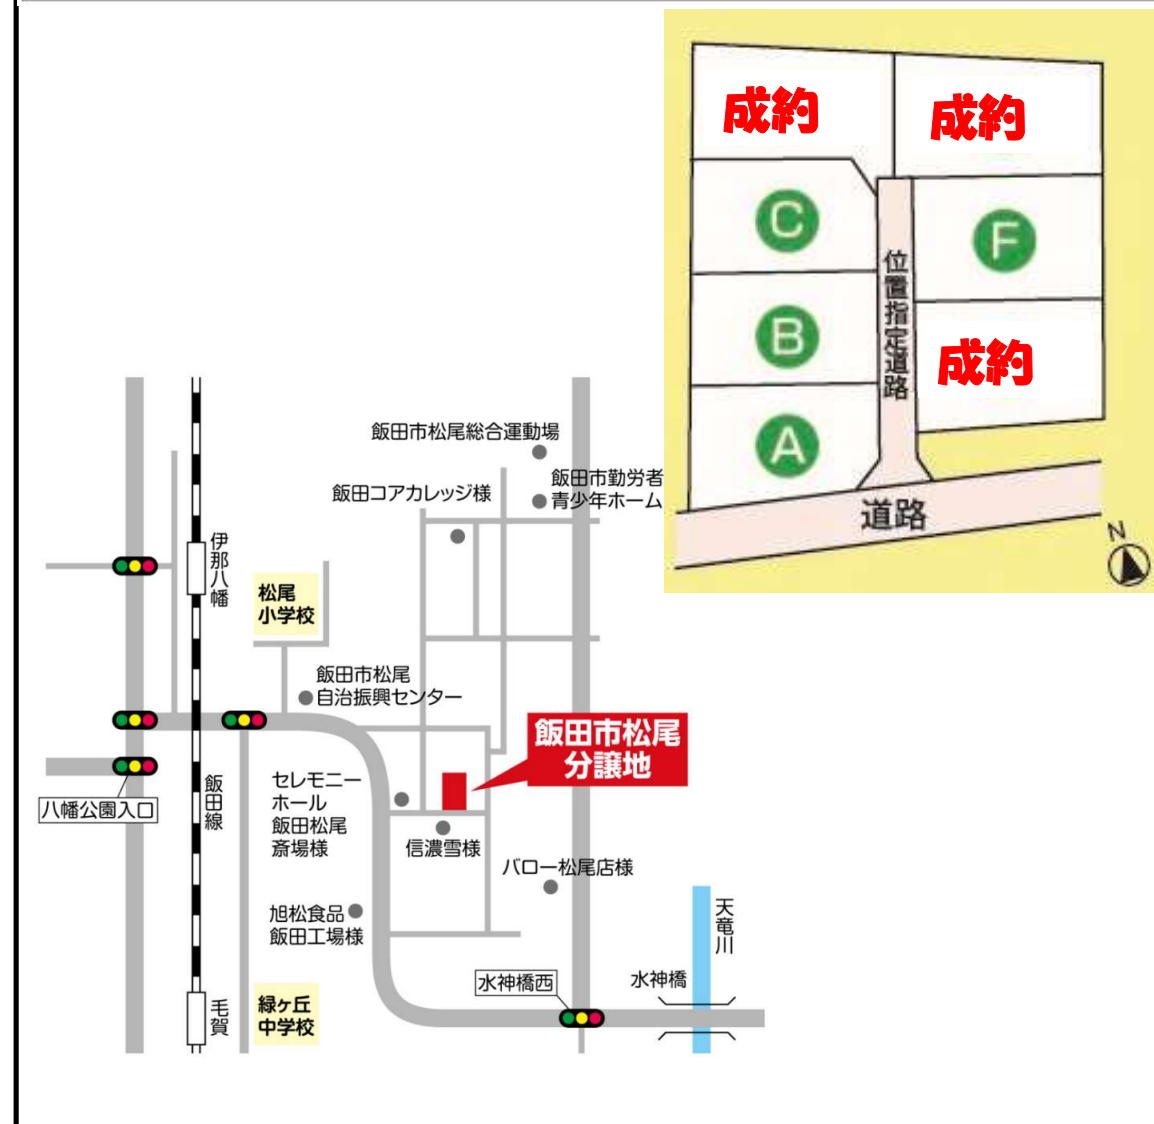 成約
成約
C
F
位置指定道路
B
成約
A
道路
N
飯田市松尾総合運動場
飯田市勤労者
青少年ホーム
飯田コアカレッジ様
伊那八幡
松尾
小学校
飯田市松尾
自治振興センター
飯田市松尾
分譲地
セレモニー
ホール
飯田松尾
斎場様
飯田線
八幡公園入口
信濃雪様
バロー松尾店様
旭松食品
飯田工場様
天竜川
水神橋西
水神橋
毛賀
緑ヶ丘
中学校